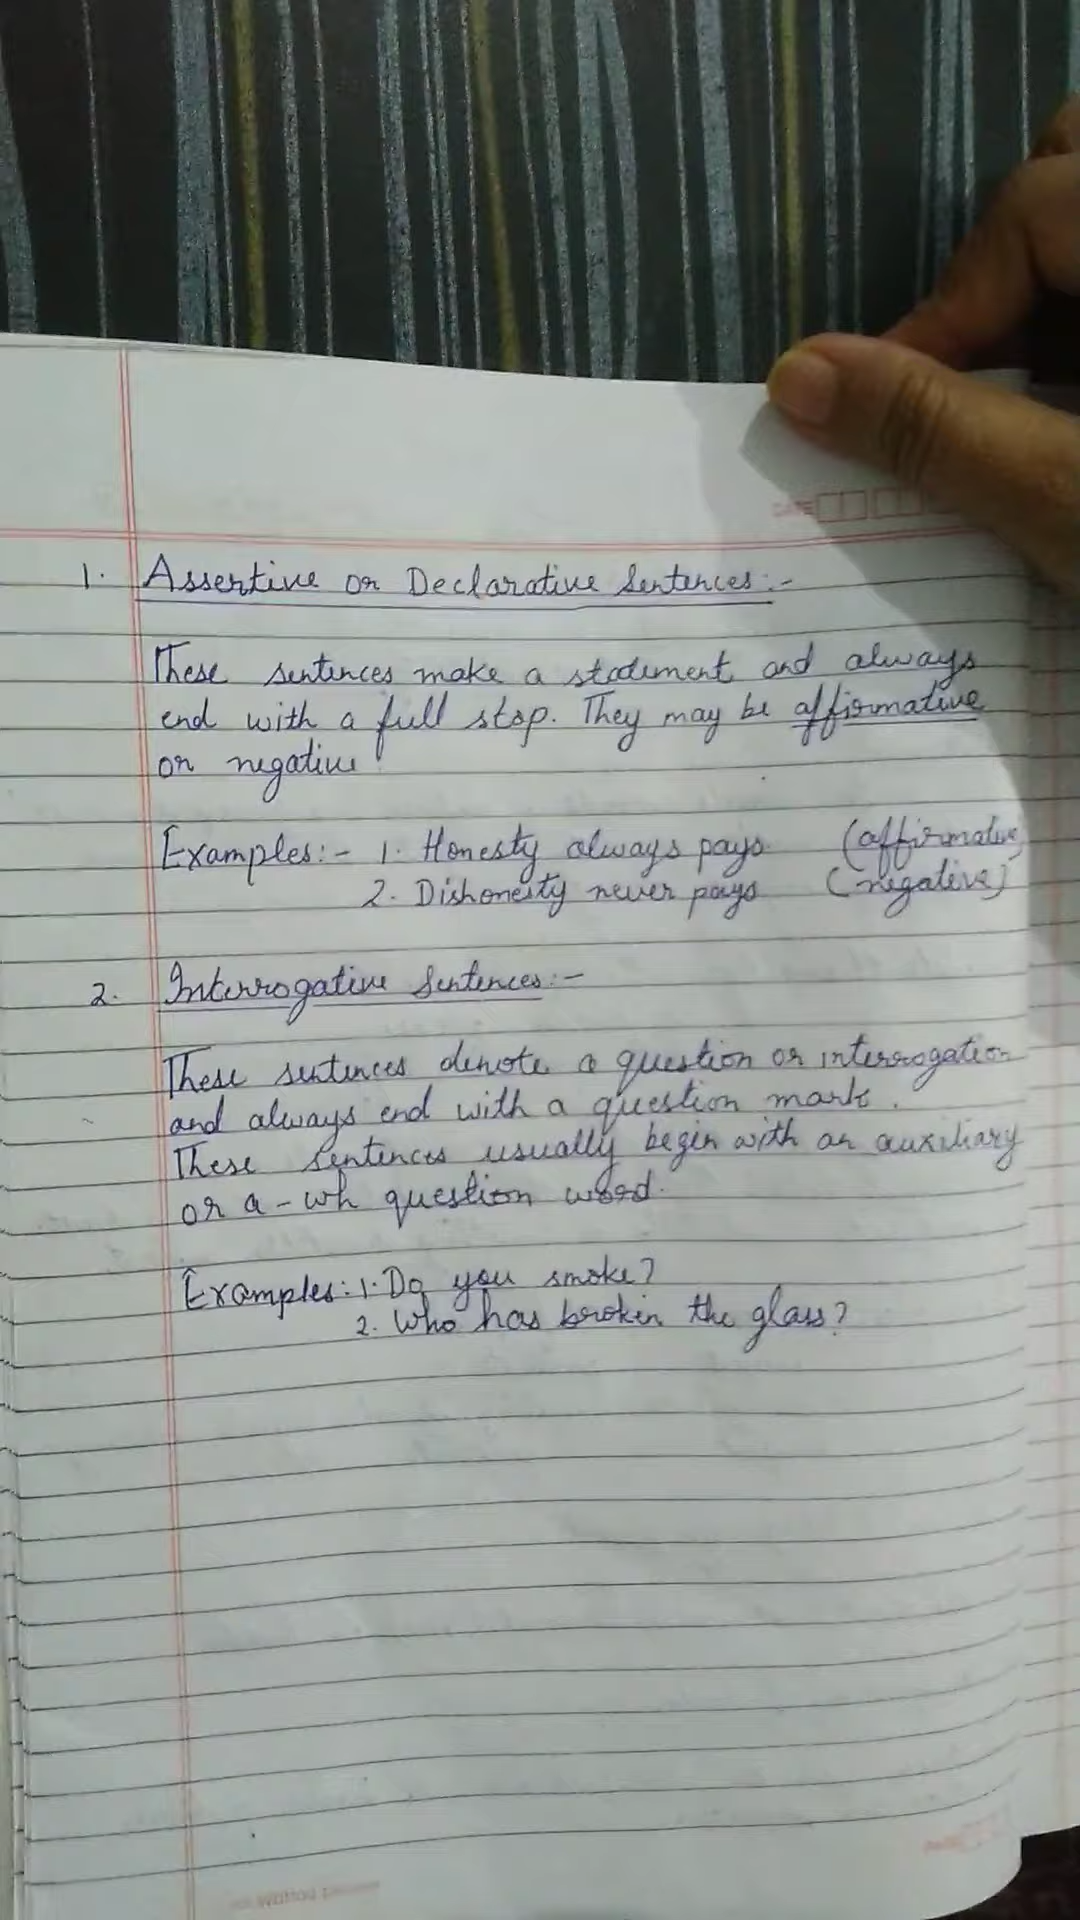 1. Assertive or Declarative Sentences:-
These sentences make a statement and always
end with a full stop. They may be affirmative
or negative
Examples:- 1. Honesty always pays. (affirmative
2. Dishonesty never pays (negative)
2. Interrogative Sentences:-
These sentences denote a question or interrogation
and always end with a question mark.
These sentences usually begin with an auxiliary
or a - wh question word.
Examples: 1. Do you smoke?
2. Who has broken the glass?